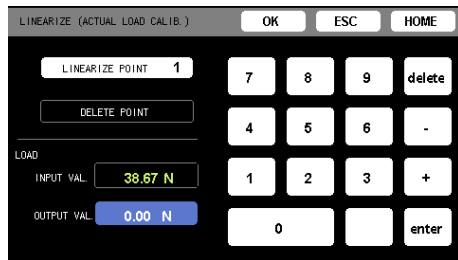 LINEARIZE (ACTUAL LOAD CALIB.)
OK
ESC
HOME
LINEARIZE POINT 1
DELETE POINT
LOAD
INPUT VAL. 38.67 N
OUTPUT VAL. 0.00 N
7 8 9 delete
4 5 6 -
1 2 3 +
0 enter